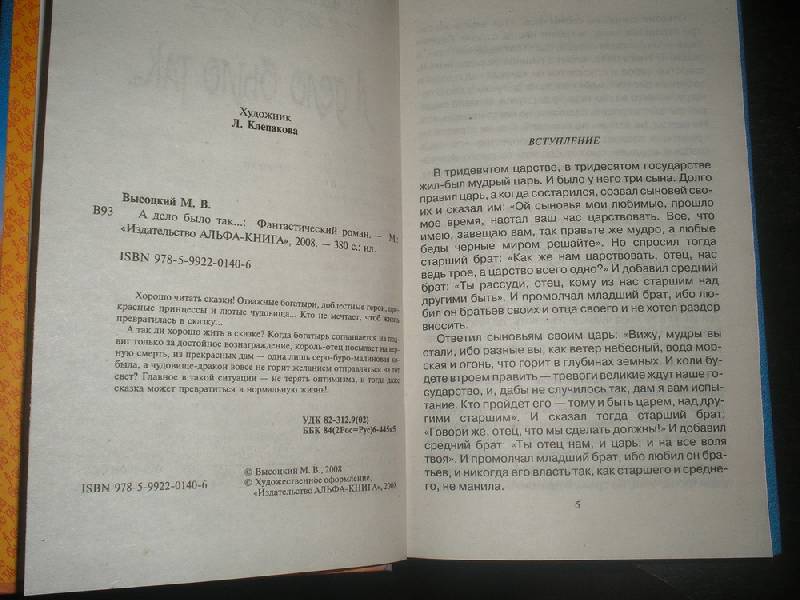 Художник
Л. Клепакова
Высоцкий М. В.
В93 А дело было так...: Фантастический роман. — М:
«Издательство АЛЬФА-КНИГА», 2008. — 380 с.: ил.
ISBN 978-5-9922-0140-6
Хорошо читать сказки! Отважные богатыри, доблестные герои, прекрасные
принцессы и лютые чудовища... Кто не мечтает, чтоб жизнь
превратилась в сказку...
А так ли хорошо жить в сказке? Когда богатырь соглашается на подвиг
только за достойное вознаграждение, король-отец посылает на верную
смерть, из прекрасных дам — одна лишь серо-буро-малиновая
а чудовище-дракон вовсе не горит желанием отправляться на тот
свет? Главное в такой ситуации — не терять оптимизма, и тогда даже
сказка может превратиться в нормальную жизнь!
УДК 82-312.9(02)
ББК 84(2Рос=Рус)6-445я5
© Высоцкий М. В., 2008
© Художественное оформление,
«Издательство АЛЬФА-КНИГА», 2008
ISBN 978-5-9922-0140-6
А дело было так...
ВСТУПЛЕНИЕ
В тридевятом царстве, в тридесятом государстве
жил-был мудрый царь. И было у него три сына. Долго
правил царь, а когда состарился, созвал сыновей сво-
их и сказал им: «Ой сыновья мои любимые, прошло
мое время, настал ваш час царствовать. Все, что
имею, завещаю вам, так правьте же мудро, а любые
беды черные миром решайте». Но спросил тогда
старший брат: «Как же нам царствовать, отец, нас
ведь трое, а царство всего одно?» И добавил средний
брат: «Ты рассуди, отец, кому из нас старшим над
другими быть». И промолчал младший брат, ибо лю-
бил он братьев своих и отца своего и не хотел раздор
вносить.
Ответил сыновьям своим царь: «Вижу, мудры вы
стали, ибо разные вы, как ветер небесный, вода мор-
ская и огонь, что горит в глубинах земных. И коли бу-
дете втроем править — тревоги великие ждут наше го-
сударство, и, дабы не случилось так, дам я вам испы-
тание. Кто пройдет его — тому и быть царем, над дру-
гими старшим». И сказал тогда старший брат:
«Говори же, отец, что мы сделать должны!» И добавил
средний брат: «Ты отец нам, и царь, и на все воля
твоя». И промолчал младший брат, ибо любил он бра-
тьев, и никогда его власть так, как старшего и средне-
го, не манила.
5